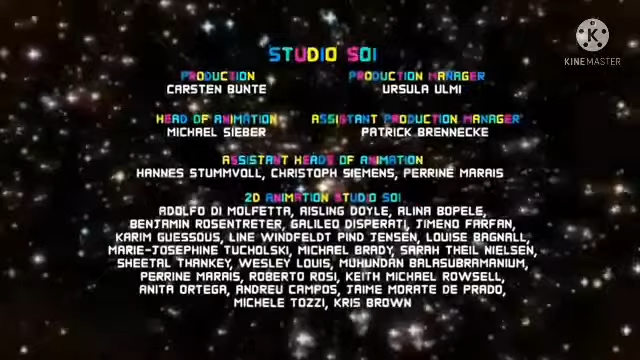 KINEMASTER
STUDIO SOI
PRODUCTION
CARSTEN BUNTE
PRODUCTION MANAGER
URSULA ULMI
HEAD OF ANIMATION
MICHAEL SIEBER
ASSISTANT PRODUCTION MANAGER
PATRICK BRENNECKE
ASSISTANT HEADS OF ANIMATION
HANNES STUMMVOLL, CHRISTOPH SIEMENS, PERRINE MARAIS
2D ANIMATION STUDIO SOI
ADOLFO DI MOLFETTA, AISLING DOYLE, ALINA BOPELE,
BENJAMIN ROSENTRETER, GALILEO DISPERATI, JIMENO FARFAN,
KARIM GUESSOUS, LINE WINDFELDT PIND JENSEN, LOUISE BAGNALL,
MARIE-JOSEPHINE TUCHOLSKI, MICHAEL BRADY, SARAH THEIL NIELSEN,
SHEETAL THANKEY, WESLEY LOUIS, MUHUNDAN BALASUBRAMANIUM,
PERRINE MARAIS, ROBERTO ROSI, KEITH MICHAEL ROWSELL,
ANITA ORTEGA, ANDREU CAMPOS, JAIME MORATE DE PRADO,
MICHELE TOZZI, KRIS BROWN